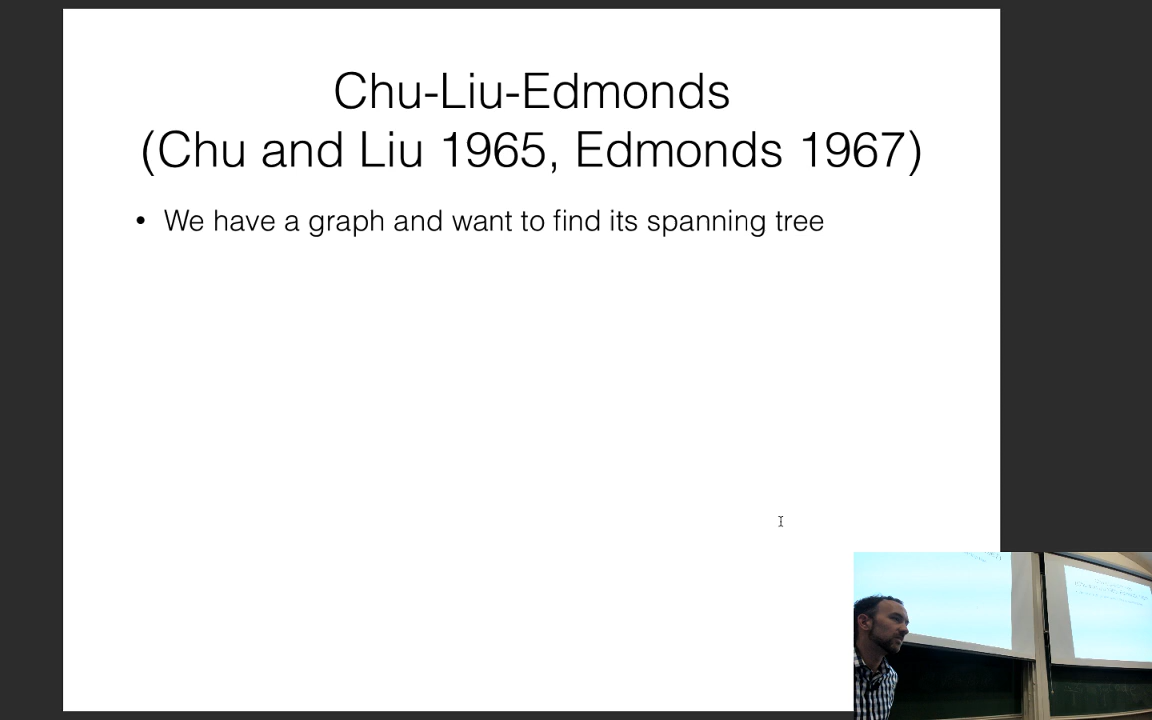 Chu-Liu-Edmonds
(Chu and Liu 1965, Edmonds 1967)
• We have a graph and want to find its spanning tree